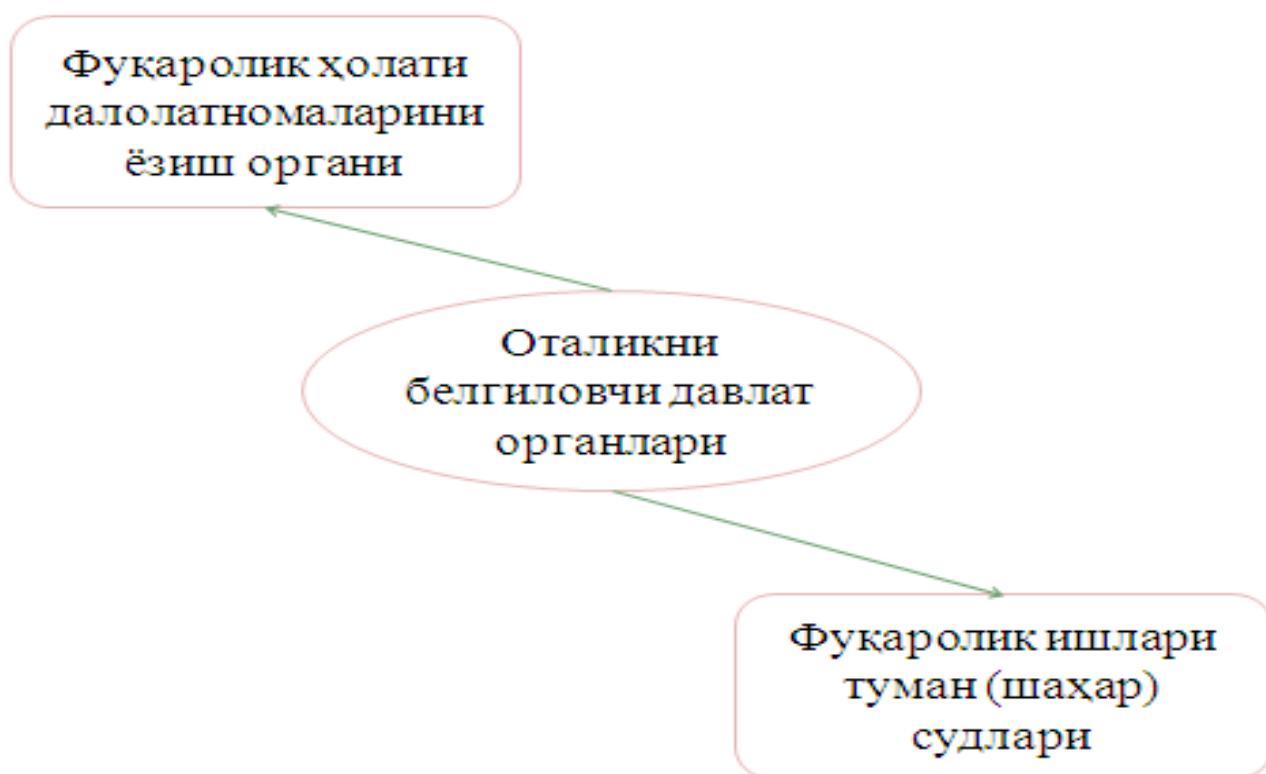 Фуқаролик ҳолати
далолатномаларини
ёзиш органи
Оталикни
белгиловчи давлат
органлари
Фуқаролик ишлари
туман (шаҳар)
судлари